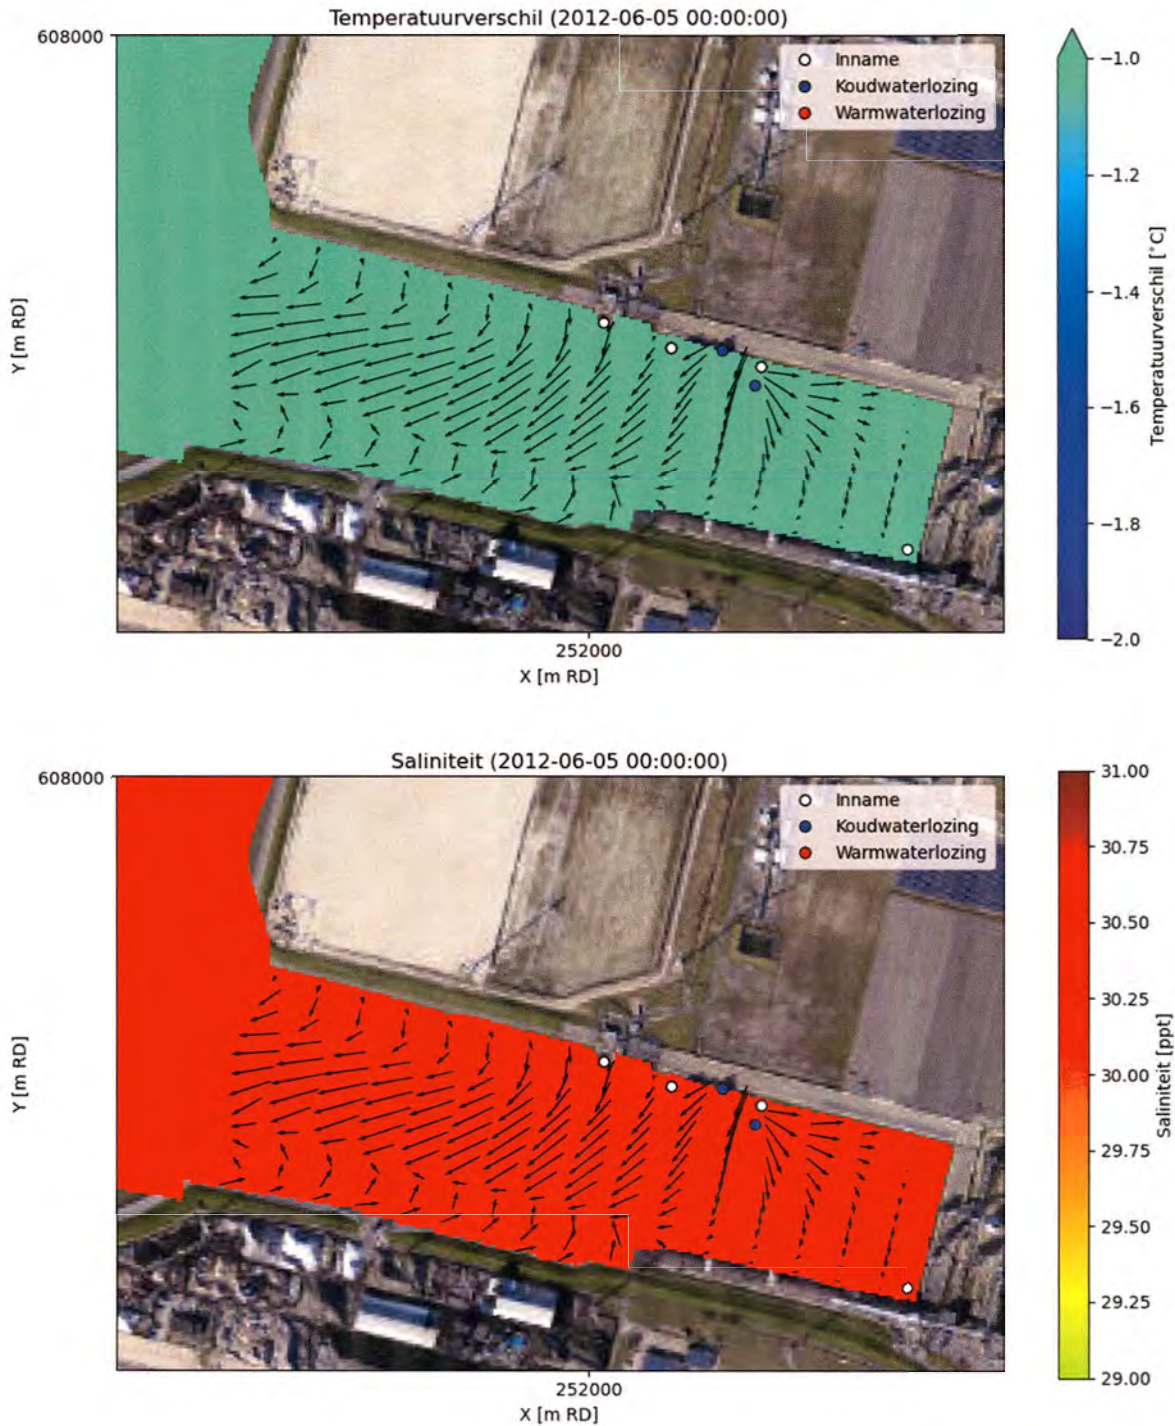 Temperatuurverschil (2012-06-05 00:00:00)
608000
Inname
Koudwaterlozing
Warmwaterlozing
Y [m RD]
252000
X [m RD]
−1.0
−1.2
−1.4
−1.6
−1.8
−2.0
Temperatuurverschil [°C]
Saliniteit (2012-06-05 00:00:00)
608000
Inname
Koudwaterlozing
Warmwaterlozing
Y [m RD]
252000
X [m RD]
31.00
30.75
30.50
30.25
30.00
29.75
29.50
29.25
29.00
Saliniteit [ppt]